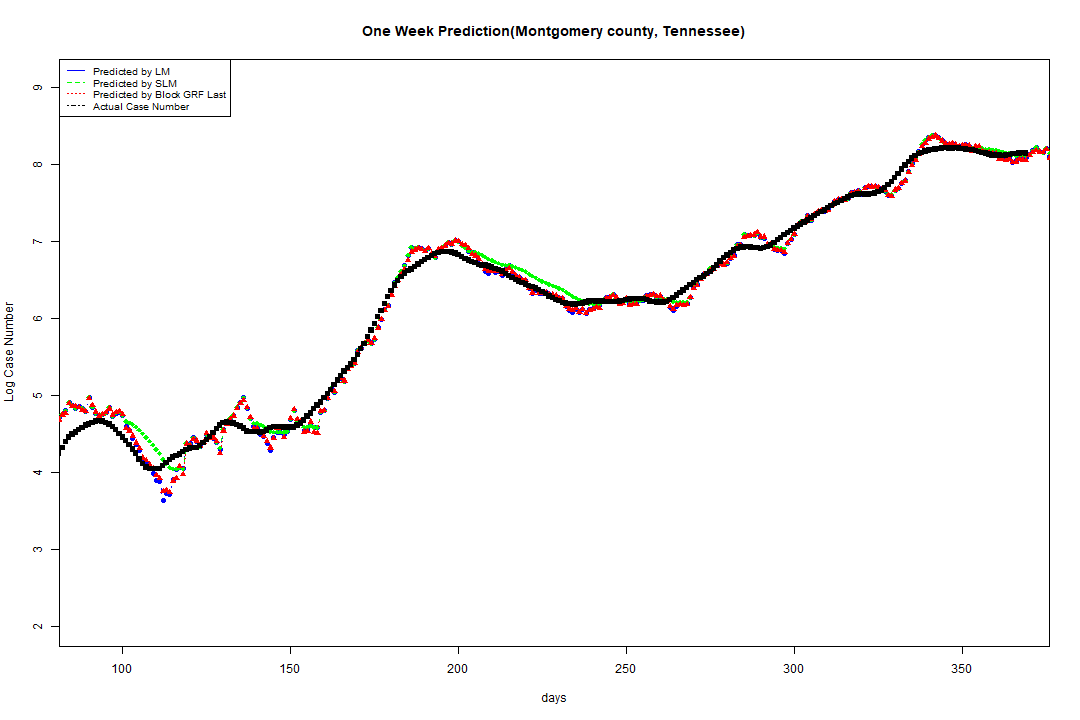 One Week Prediction(Montgomery county, Tennessee)
Predicted by LM
Predicted by SLM
Predicted by Block GRF Last
Actual Case Number
9
8
7
6
5
4
3
2
Log Case Number
100 150 200 250 300 350
days